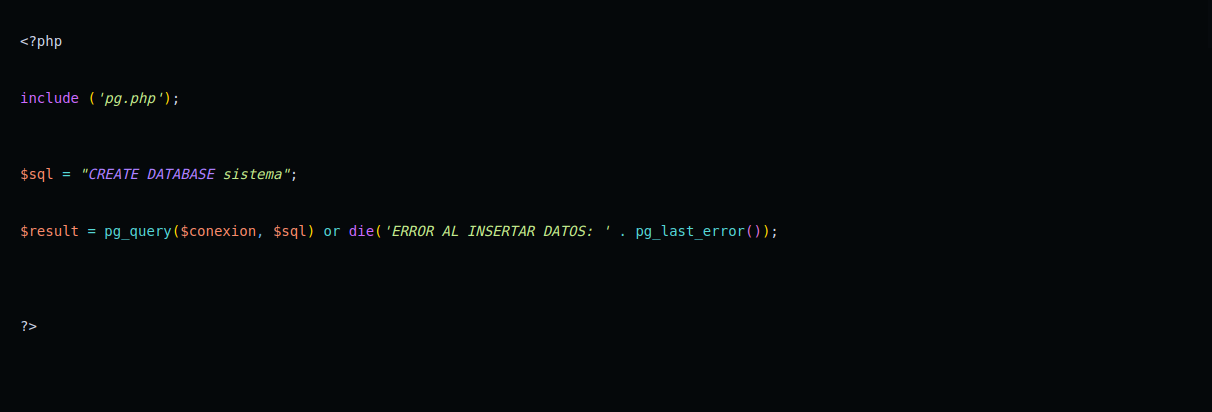 <?php
include ('pg.php');
$sql = "CREATE DATABASE sistema";
$result = pg_query($conexion, $sql) or die('ERROR AL INSERTAR DATOS: ' . pg_last_error());
?>